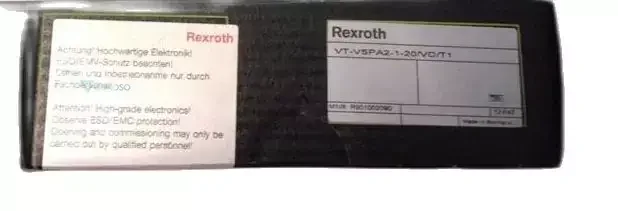 Rexroth
Achtung! Hochwertige Elektronik!
ESD/EMV-Schutz beachten!
Öffnen und Inbetriebnahme nur durch
Attention! High-grade electronics!
Observe ESD/EMC protection!
Opening and commissioning may only be
carried out by qualified personnel!
Rexroth
VT-VSPA2-1-20/VO/T1
MNR:
Made in Germany